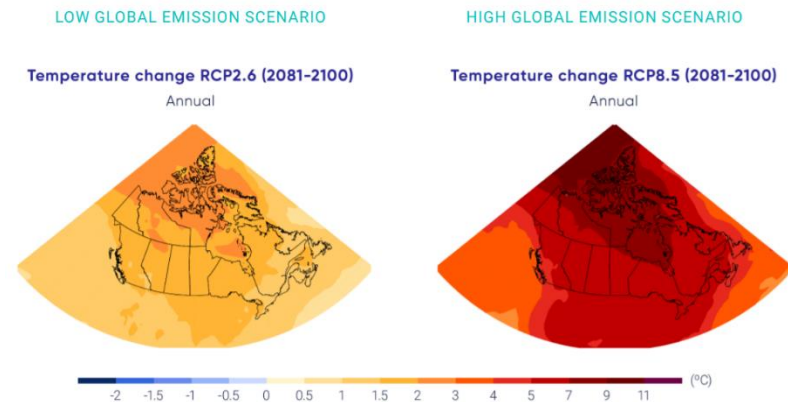 LOW GLOBAL EMISSION SCENARIO
HIGH GLOBAL EMISSION SCENARIO
Temperature change RCP2.6 (2081-2100)
Temperature change RCP8.5 (2081-2100)
Annual
Annual
(ºC)
-2 -1.5 -1 -0.5 0 0.5 1 1.5 2 3 4 5 7 9 11